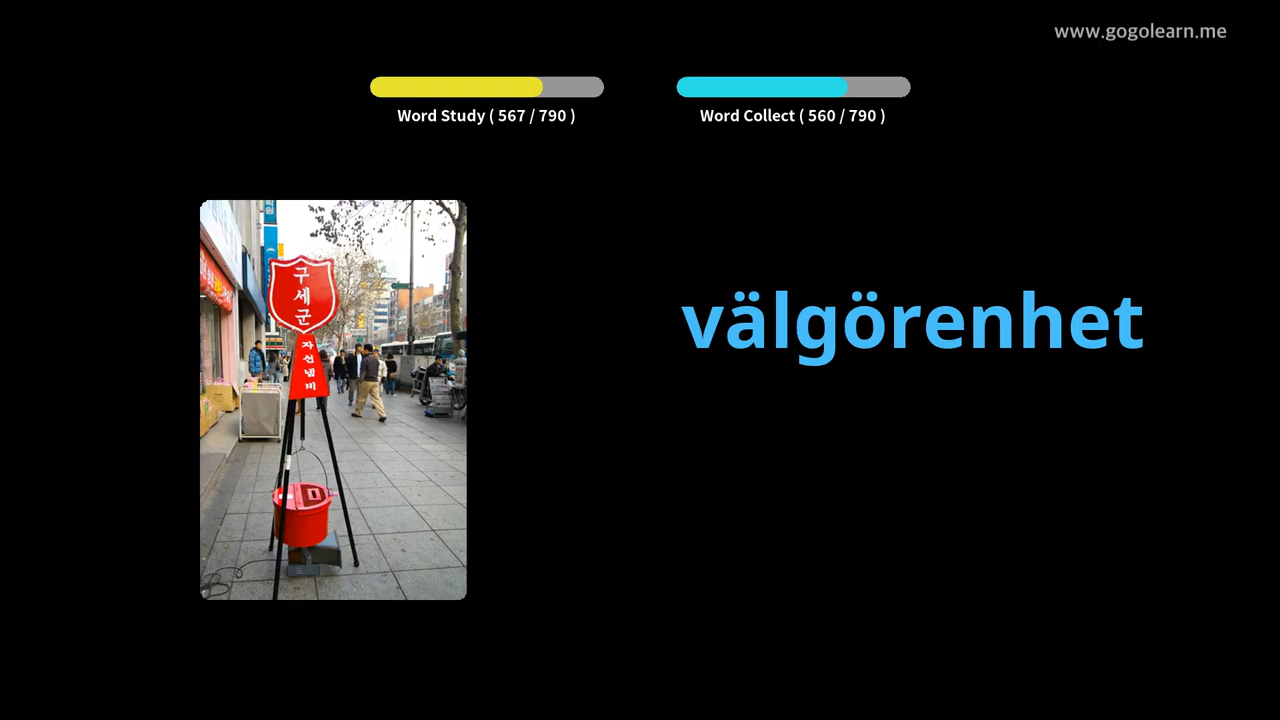 www.gogolearn.me
Word Study ( 567 / 790 )
Word Collect ( 560 / 790 )
välgörenhet
구세군
자선냄비